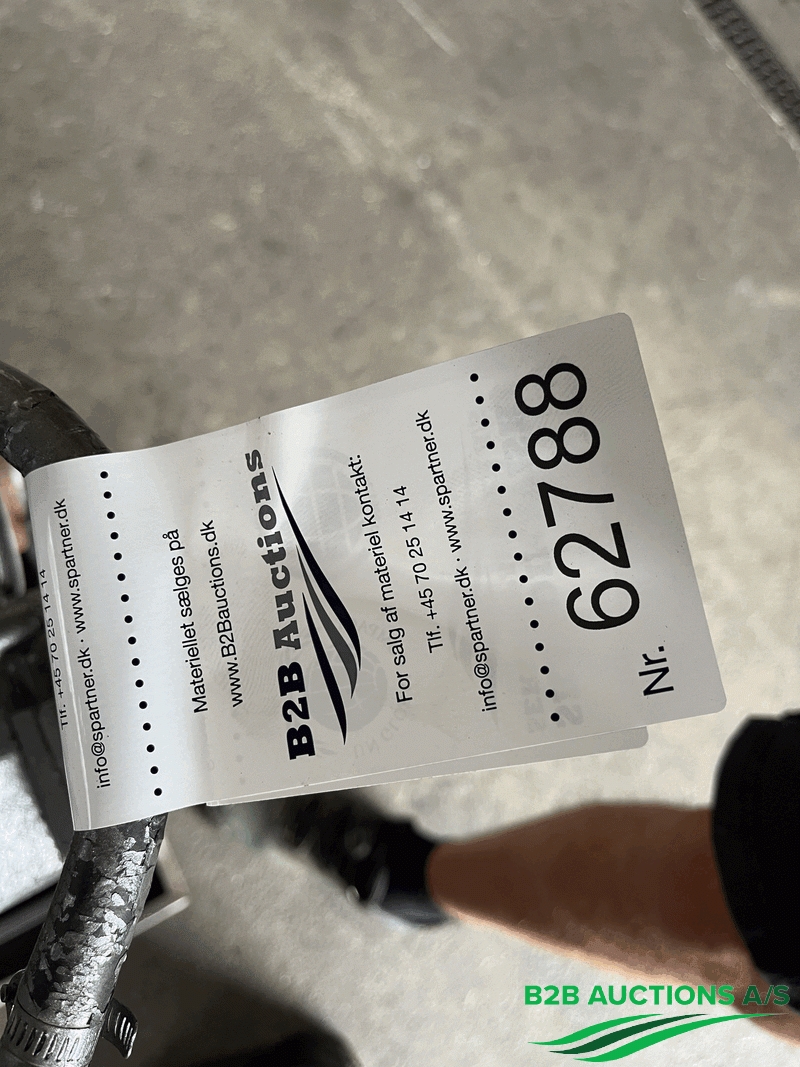 Tlf. +45 70 25 14 14
info@spartner.dk · www.spartner.dk
Materiellet sælges på
www.B2Bauctions.dk
B2B Auctions
For salg af materiel kontakt:
Tlf. +45 70 25 14 14
info@spartner.dk · www.spartner.dk
Nr. 62788
B2B AUCTIONS A/S